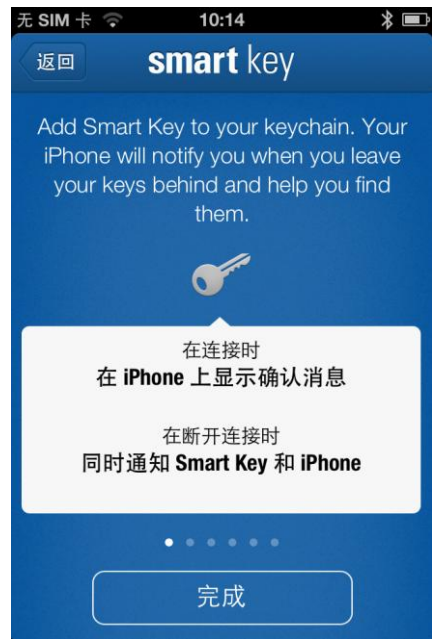 无 SIM 卡 10:14
返回 smart key
Add Smart Key to your keychain. Your
iPhone will notify you when you leave
your keys behind and help you find
them.
在连接时
在 iPhone 上显示确认消息
在断开连接时
同时通知 Smart Key 和 iPhone
完成